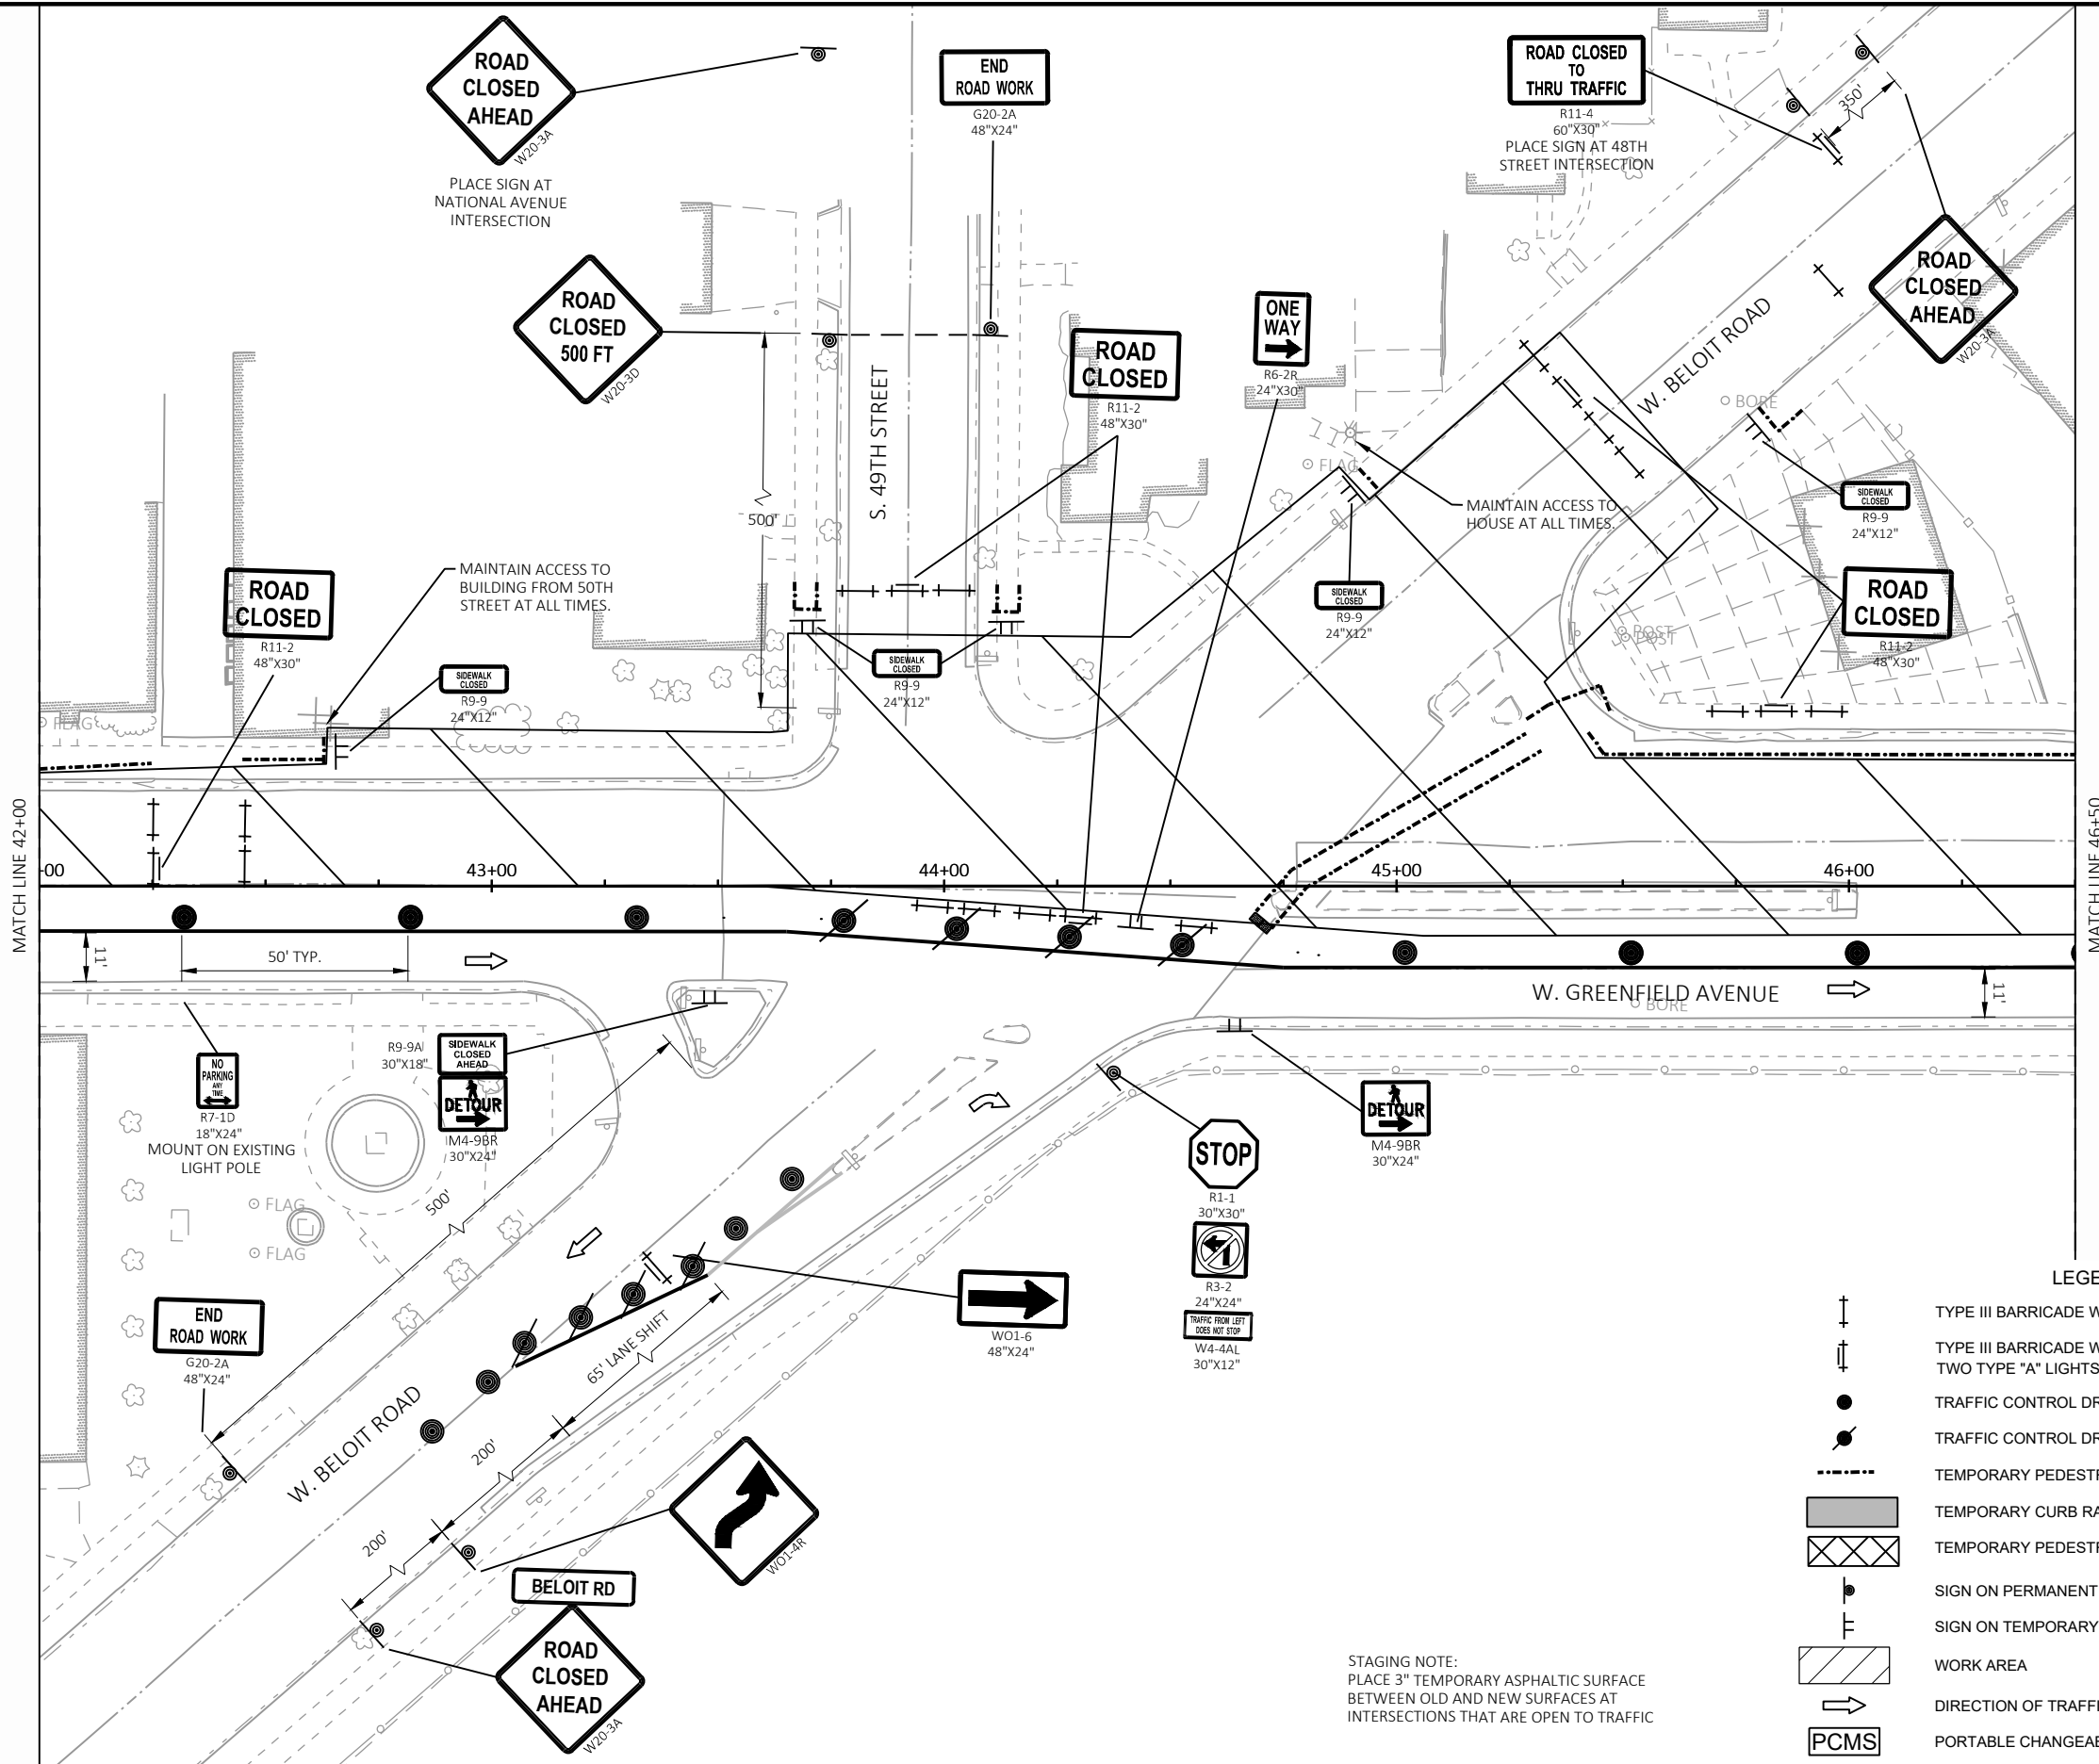 ROAD
CLOSED
AHEAD
W20-3A
PLACE SIGN AT
NATIONAL AVENUE
INTERSECTION
END
ROAD WORK
G20-2A
48"X24"
ROAD CLOSED
TO
THRU TRAFFIC
R11-4
60"X30"
PLACE SIGN AT 48TH
STREET INTERSECTION
350'
ROAD
CLOSED
AHEAD
W20-3A
ROAD
CLOSED
500 FT
W20-3D
500'
S. 49TH STREET
ROAD
CLOSED
R11-2
48"X30"
ONE
WAY
R6-2R
24"X30"
W. BELOIT ROAD
BORE
FLAG
MAINTAIN ACCESS TO
HOUSE AT ALL TIMES.
SIDEWALK
CLOSED
R9-9
24"X12"
SIDEWALK
CLOSED
R9-9
24"X12"
ROAD
CLOSED
R11-2
48"X30"
POST
POST
ROAD
CLOSED
R11-2
48"X30"
MAINTAIN ACCESS TO
BUILDING FROM 50TH
STREET AT ALL TIMES.
SIDEWALK
CLOSED
R9-9
24"X12"
SIDEWALK
CLOSED
R9-9
24"X12"
FLAG
MATCH LINE 42+00
MATCH LINE 46+50
00
43+00
44+00
45+00
46+00
11'
50' TYP.
W. GREENFIELD AVENUE
BORE
11'
NO
PARKING
ANY
TIME
R7-1D
18"X24"
MOUNT ON EXISTING
LIGHT POLE
R9-9A
30"X18"
SIDEWALK
CLOSED
AHEAD
DETOUR
M4-9BR
30"X24"
FLAG
FLAG
500'
STOP
R1-1
30"X30"
R3-2
24"X24"
TRAFFIC FROM LEFT
DOES NOT STOP
W4-4AL
30"X12"
DETOUR
M4-9BR
30"X24"
WO1-6
48"X24"
65' LANE SHIFT
END
ROAD WORK
G20-2A
48"X24"
W. BELOIT ROAD
200'
200'
WO1-4R
BELOIT RD
ROAD
CLOSED
AHEAD
W20-3A
STAGING NOTE:
PLACE 3" TEMPORARY ASPHALTIC SURFACE
BETWEEN OLD AND NEW SURFACES AT
INTERSECTIONS THAT ARE OPEN TO TRAFFIC
LEGE
TYPE III BARRICADE W
TYPE III BARRICADE W
TWO TYPE "A" LIGHTS
TRAFFIC CONTROL DR
TRAFFIC CONTROL DR
TEMPORARY PEDESTR
TEMPORARY CURB RA
TEMPORARY PEDESTR
SIGN ON PERMANENT
SIGN ON TEMPORARY
WORK AREA
DIRECTION OF TRAFFI
PCMS
PORTABLE CHANGEAB